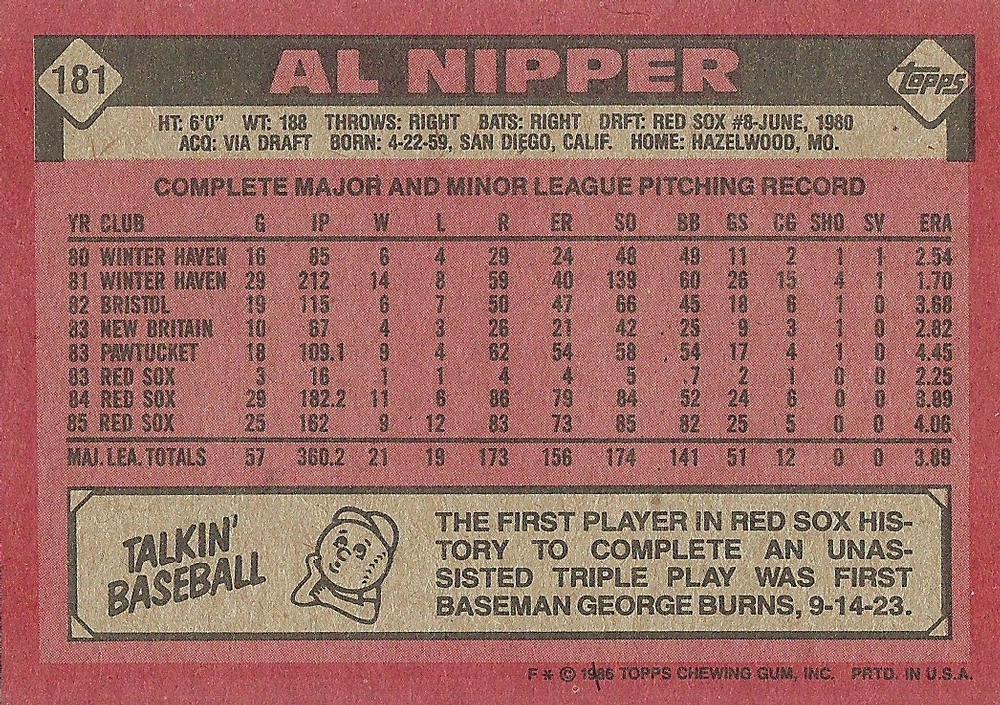 181
AL NIPPER
TOPPS
HT: 6'0" WT: 188 THROWS: RIGHT BATS: RIGHT DRFT: RED SOX #8-JUNE, 1980
ACQ: VIA DRAFT BORN: 4-22-59, SAN DIEGO, CALIF. HOME: HAZELWOOD, MO.
COMPLETE MAJOR AND MINOR LEAGUE PITCHING RECORD
YR CLUB G IP W L R ER SO BB GS CG SHO SV ERA
80 WINTER HAVEN 16 85 6 4 29 24 48 49 11 2 1 1 2.54
81 WINTER HAVEN 29 212 14 8 59 40 139 60 26 15 4 1 1.70
82 BRISTOL 19 115 6 7 50 47 66 45 18 6 1 0 3.68
83 NEW BRITAIN 10 67 4 3 26 21 42 25 9 3 1 0 2.82
83 PAWTUCKET 18 109.1 9 4 62 54 58 54 17 4 1 0 4.45
83 RED SOX 3 16 1 1 4 4 5 7 2 1 0 0 2.25
84 RED SOX 29 182.2 11 6 86 79 84 52 24 6 0 0 3.89
85 RED SOX 25 162 9 12 83 73 85 82 25 5 0 0 4.06
MAJ. LEA. TOTALS 57 360.2 21 19 173 156 174 141 51 12 0 0 3.89
TALKIN'
BASEBALL
THE FIRST PLAYER IN RED SOX HIS-
TORY TO COMPLETE AN UNAS-
SISTED TRIPLE PLAY WAS FIRST
BASEMAN GEORGE BURNS, 9-14-23.
F * © 1986 TOPPS CHEWING GUM, INC. PRTD. IN U.S.A.